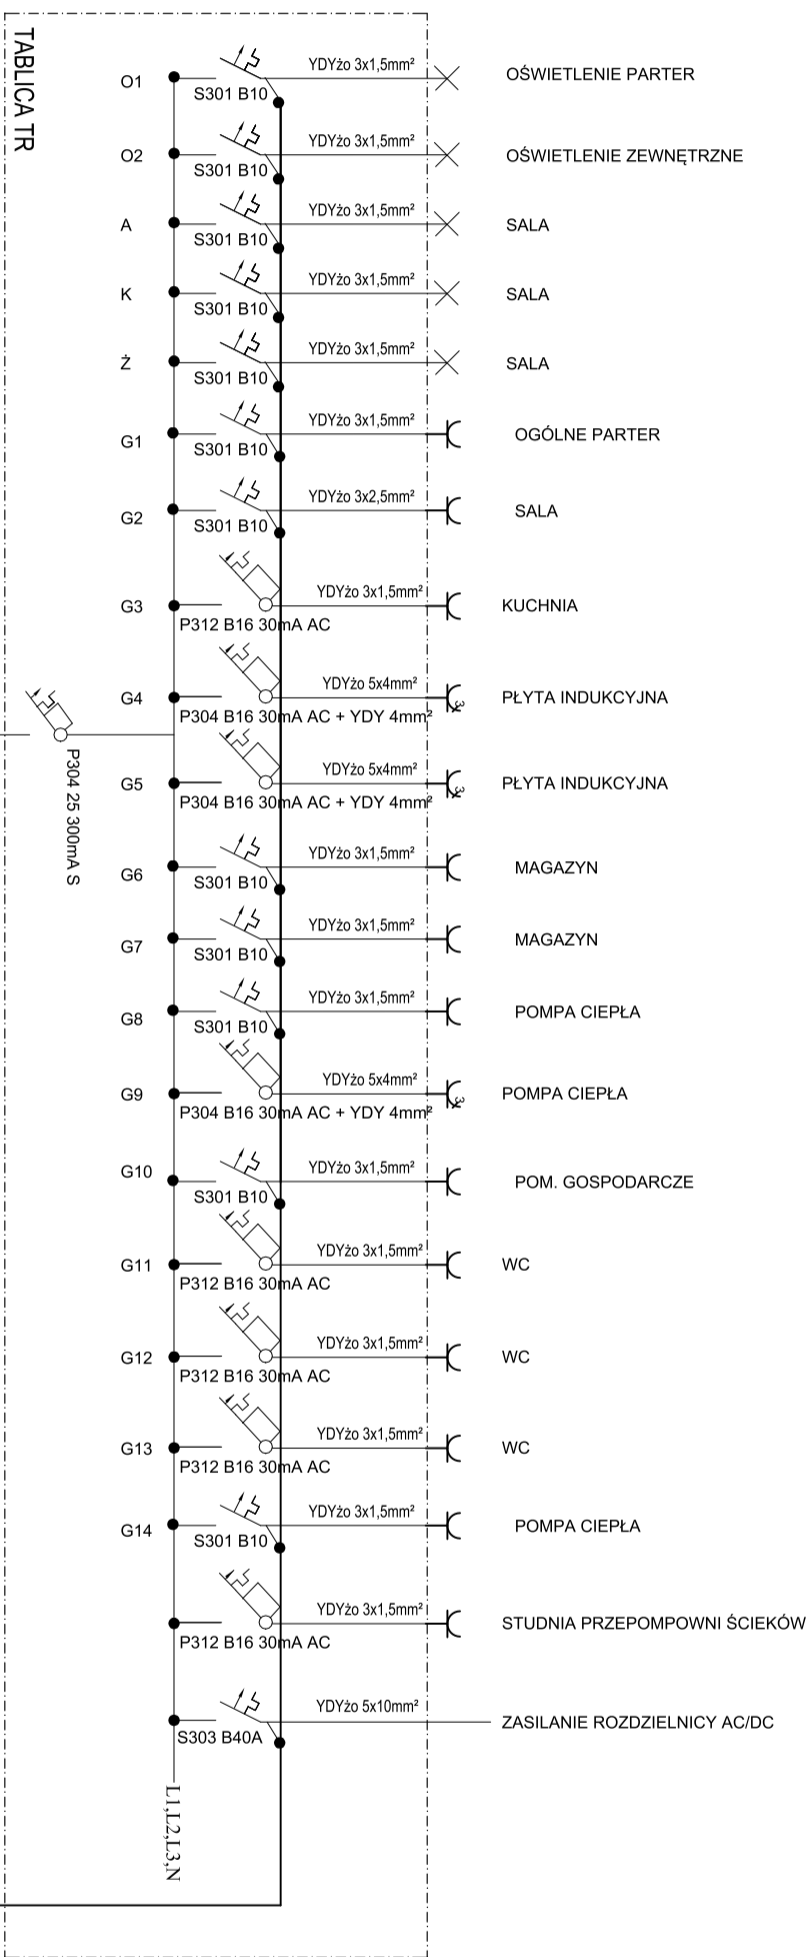 TABLICA TR
O1
S301 B10
YDYżo 3x1,5mm²
OŚWIETLENIE PARTER
O2
S301 B10
YDYżo 3x1,5mm²
OŚWIETLENIE ZEWNĘTRZNE
A
S301 B10
YDYżo 3x1,5mm²
SALA
K
S301 B10
YDYżo 3x1,5mm²
SALA
Ż
S301 B10
YDYżo 3x1,5mm²
SALA
G1
S301 B10
YDYżo 3x1,5mm²
OGÓLNE PARTER
G2
S301 B10
YDYżo 3x2,5mm²
SALA
G3
P312 B16 30mA AC
YDYżo 3x1,5mm²
KUCHNIA
G4
P304 B16 30mA AC + YDY 4mm²
YDYżo 5x4mm²
3
PŁYTA INDUKCYJNA
P304 25 300mA S
G5
P304 B16 30mA AC + YDY 4mm²
YDYżo 5x4mm²
3
PŁYTA INDUKCYJNA
G6
S301 B10
YDYżo 3x1,5mm²
MAGAZYN
G7
S301 B10
YDYżo 3x1,5mm²
MAGAZYN
G8
S301 B10
YDYżo 3x1,5mm²
POMPA CIEPŁA
G9
P304 B16 30mA AC + YDY 4mm²
YDYżo 5x4mm²
3
POMPA CIEPŁA
G10
S301 B10
YDYżo 3x1,5mm²
POM. GOSPODARCZE
G11
P312 B16 30mA AC
YDYżo 3x1,5mm²
WC
G12
P312 B16 30mA AC
YDYżo 3x1,5mm²
WC
G13
P312 B16 30mA AC
YDYżo 3x1,5mm²
WC
G14
S301 B10
YDYżo 3x1,5mm²
POMPA CIEPŁA
P312 B16 30mA AC
YDYżo 3x1,5mm²
STUDNIA PRZEPOMPOWNI ŚCIEKÓW
S303 B40A
YDYżo 5x10mm²
ZASILANIE ROZDZIELNICY AC/DC
L1,L2,L3,N